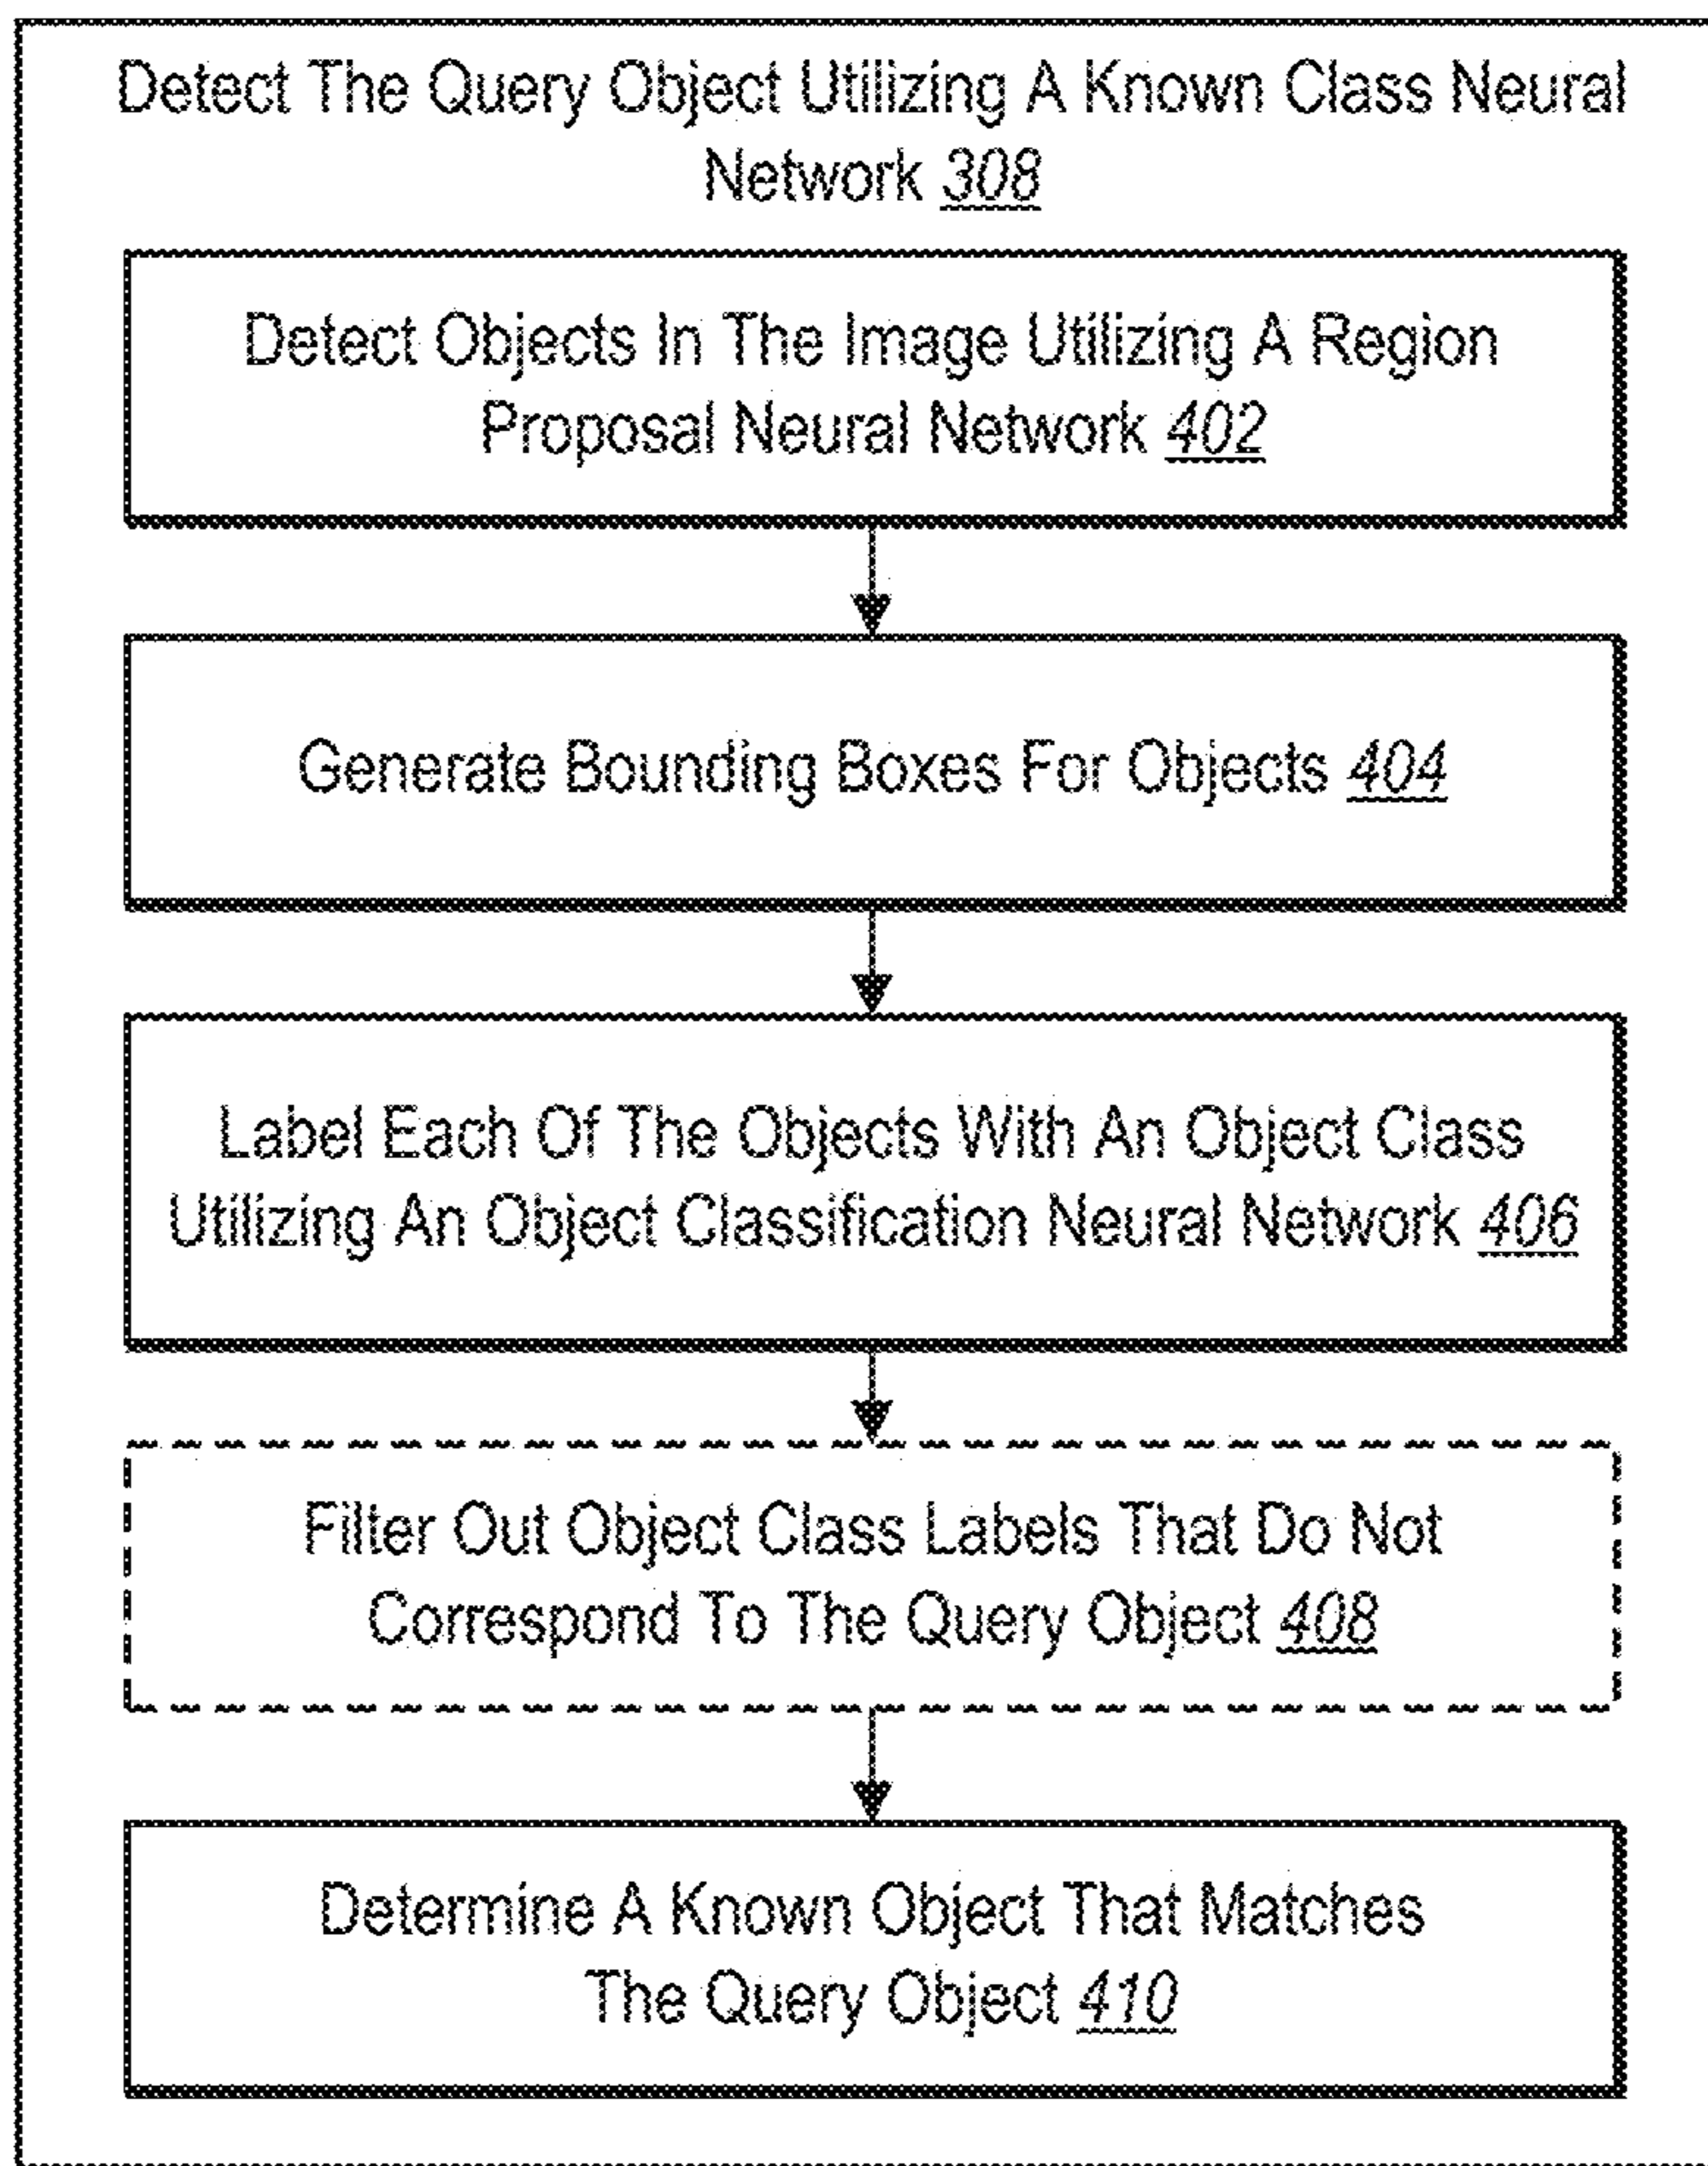 Detect The Query Object Utilizing A Known Class Neural
Network 308
Detect Objects In The Image Utilizing A Region
Proposal Neural Network 402
Generate Bounding Boxes For Objects 404
Label Each Of The Objects With An Object Class
Utilizing An Object Classification Neural Network 406
Filter Out Object Class Labels That Do Not
Correspond To The Query Object 408
Determine A Known Object That Matches
The Query Object 410